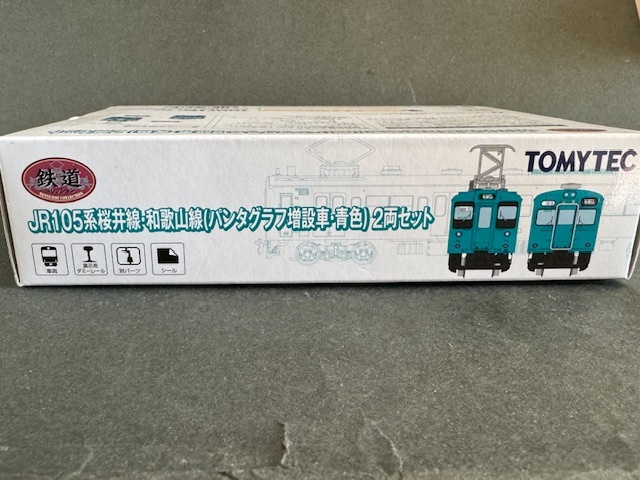 鉄道
TOMYTEC
JR105系桜井線・和歌山線(パンタグラフ増設車・青色) 2両セット
車両
展示用
ダミーレール
別パーツ
シール